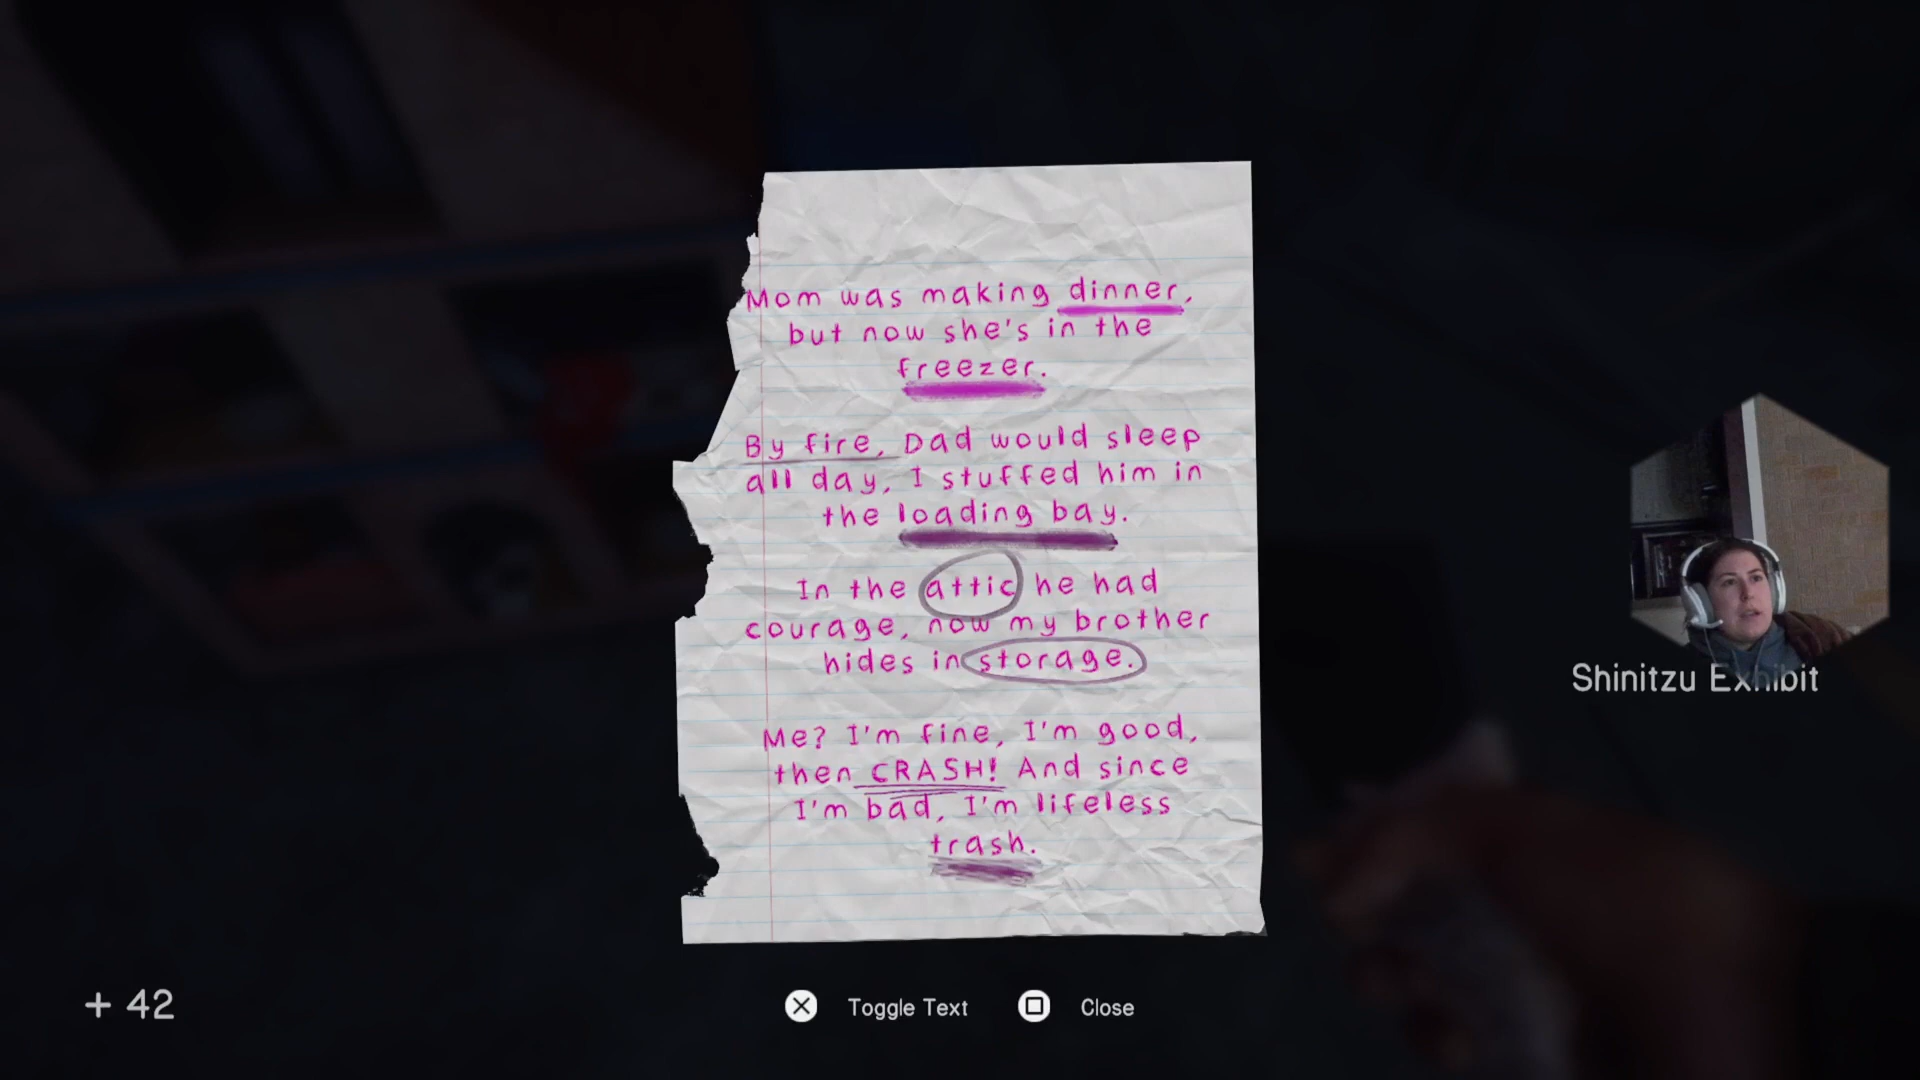 Mom was making dinner,
but now she's in the
freezer.
By fire, Dad would sleep
all day, I stuffed him in
the loading bay.
In the attic he had
courage, now my brother
hides in storage.
Me? I'm fine, I'm good,
then CRASH! And since
I'm bad, I'm lifeless
trash.
Shinitzu Exhibit
+ 42
Toggle Text
Close